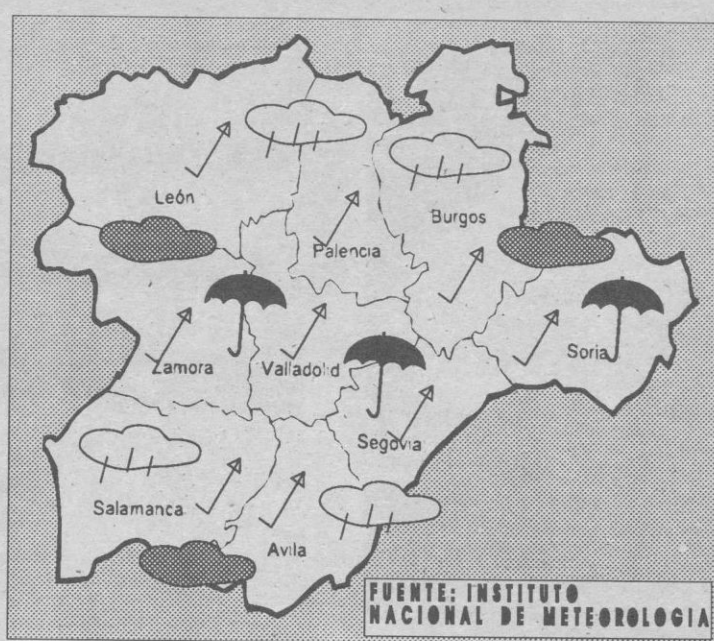 León
Burgos
Palencia
Zamora
Valladolid
Soria
Segovia
Salamanca
Avila
FUENTE: INSTITUTO
NACIONAL DE METEOROLOGIA